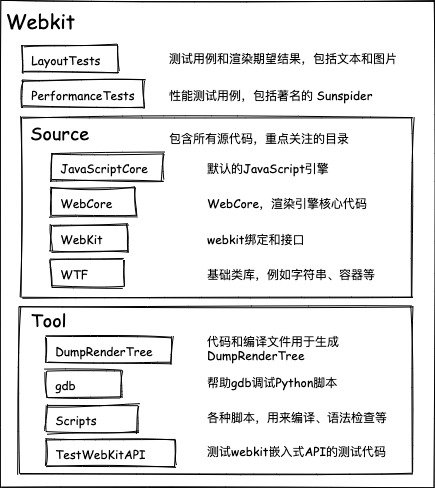 Webkit
LayoutTests 测试用例和渲染期望结果，包括文本和图片
PerformanceTests 性能测试用例，包括著名的 Sunspider
Source 包含所有源代码，重点关注的目录
JavaScriptCore 默认的JavaScript引擎
WebCore WebCore，渲染引擎核心代码
WebKit webkit绑定和接口
WTF 基础类库，例如字符串、容器等
Tool
DumpRenderTree 代码和编译文件用于生成
DumpRenderTree
gdb 帮助gdb调试Python脚本
Scripts 各种脚本，用来编译、语法检查等
TestWebKitAPI 测试webkit嵌入式API的测试代码